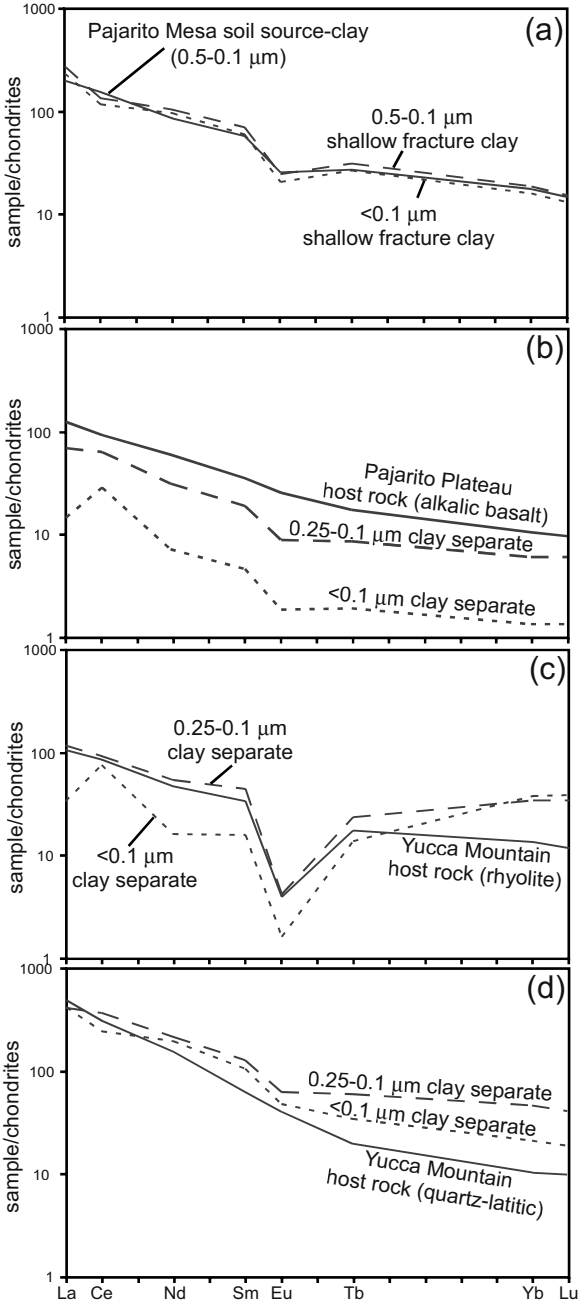 (a)
1000
100
10
1
sample/chondrites
Pajarito Mesa soil source-clay
(0.5-0.1 μm)
0.5-0.1 μm
shallow fracture clay
<0.1 μm
shallow fracture clay
(b)
1000
100
10
1
sample/chondrites
Pajarito Plateau
host rock (alkalic basalt)
0.25-0.1 μm clay separate
<0.1 μm clay separate
(c)
1000
100
10
1
sample/chondrites
0.25-0.1 μm
clay separate
<0.1 μm
clay separate
Yucca Mountain
host rock (rhyolite)
(d)
1000
100
10
1
sample/chondrites
0.25-0.1 μm clay separate
<0.1 μm clay separate
Yucca Mountain
host rock (quartz-latitic)
La Ce Nd Sm Eu Tb Yb Lu